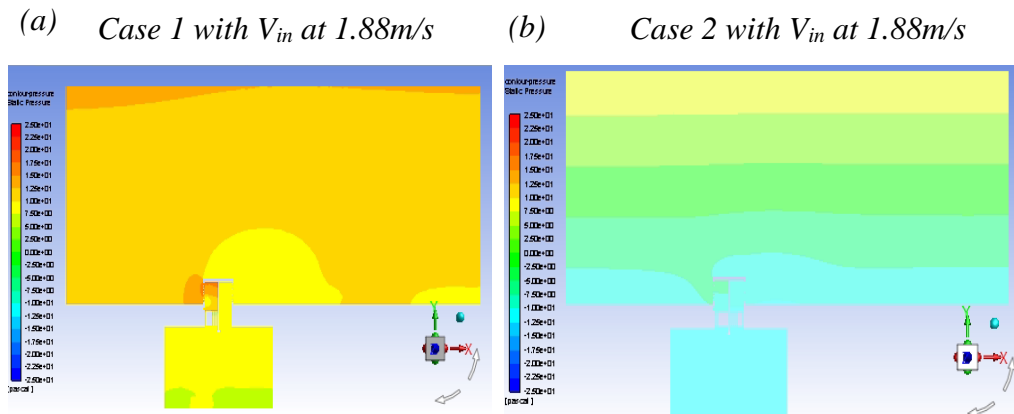 (a) Case 1 with Vin at 1.88m/s
(b) Case 2 with Vin at 1.88m/s
contour-pressure
Static Pressure
2.50e+01
2.25e+01
2.00e+01
1.75e+01
1.50e+01
1.25e+01
1.00e+01
7.50e+00
5.00e+00
2.50e+00
0.00e+00
-2.50e+00
-5.00e+00
-7.50e+00
-1.00e+01
-1.25e+01
-1.50e+01
-1.75e+01
-2.00e+01
-2.25e+01
-2.50e+01
[pascal]
Y
X
contour-pressure
Static Pressure
2.50e+01
2.25e+01
2.00e+01
1.75e+01
1.50e+01
1.25e+01
1.00e+01
7.50e+00
5.00e+00
2.50e+00
0.00e+00
-2.50e+00
-5.00e+00
-7.50e+00
-1.00e+01
-1.25e+01
-1.50e+01
-1.75e+01
-2.00e+01
-2.25e+01
-2.50e+01
[pascal]
Y
X